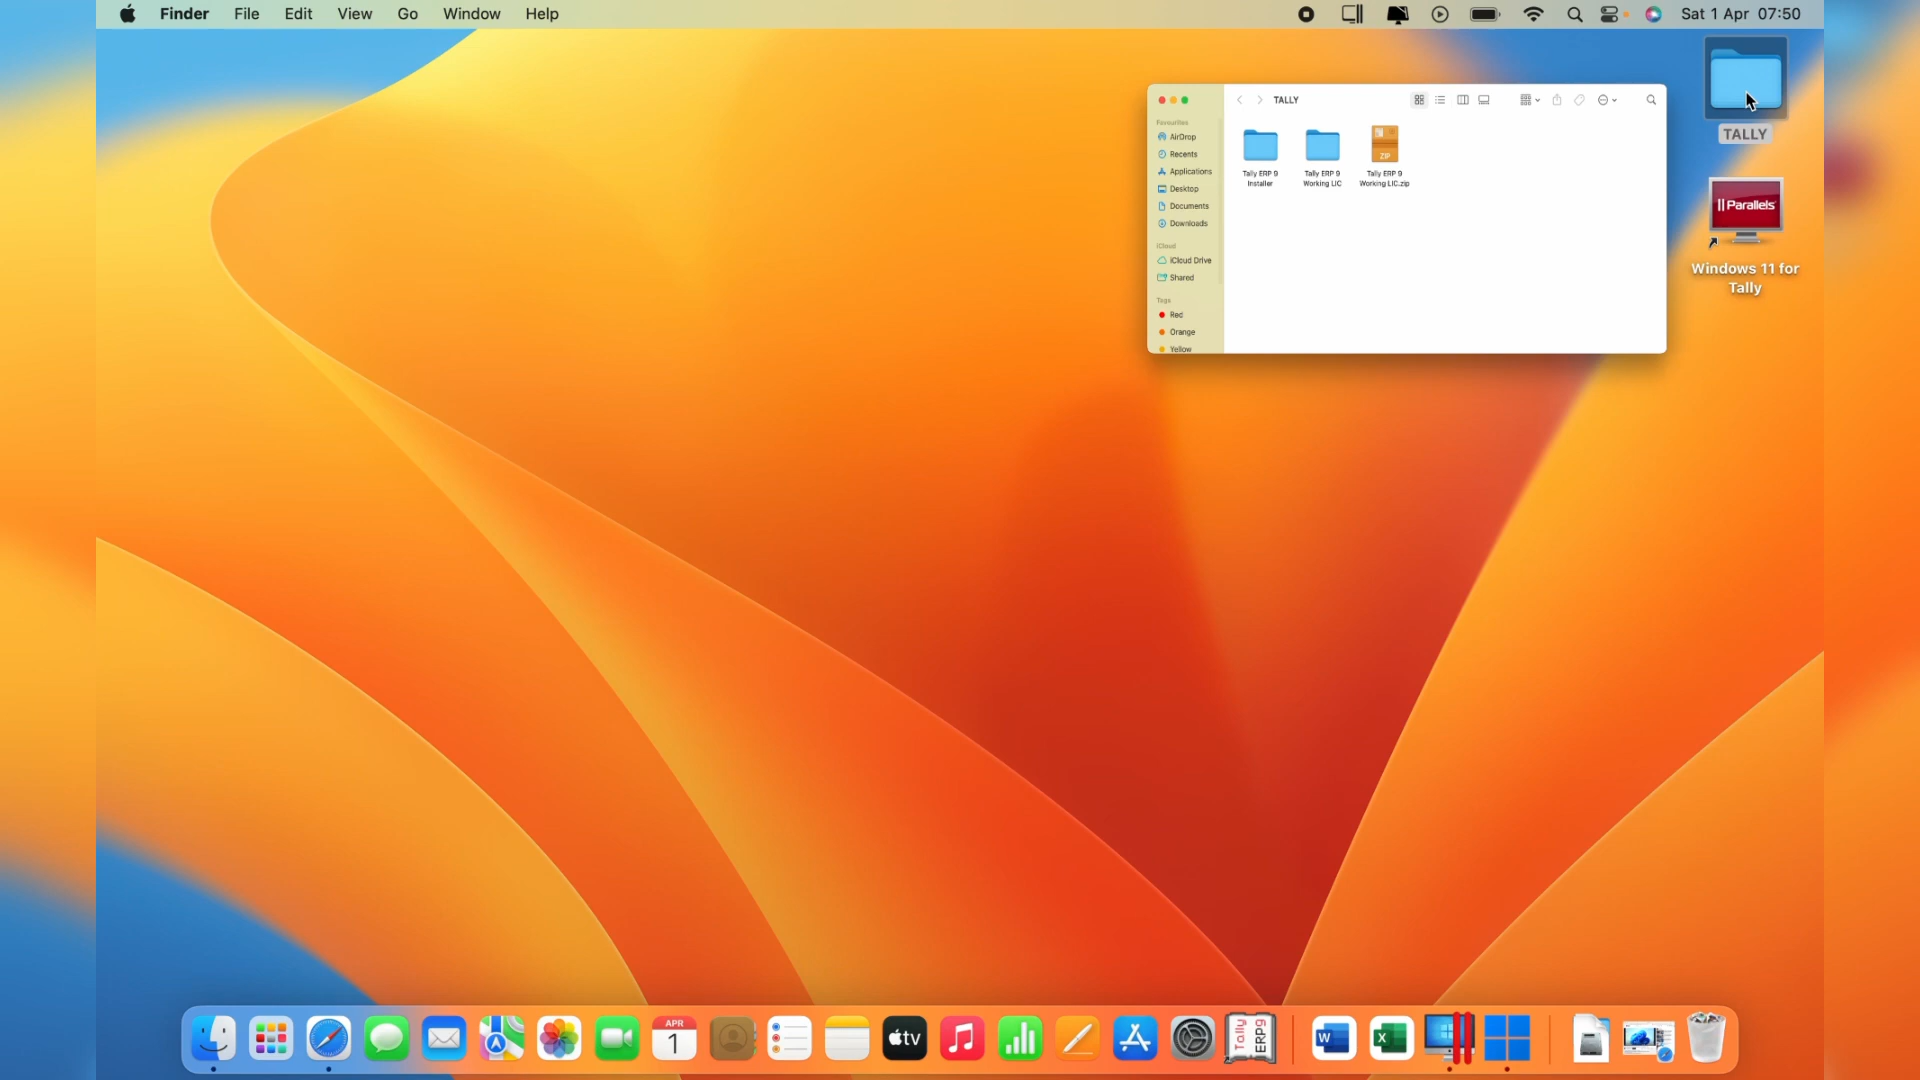 Finder File Edit View Go Window Help
Sat 1 Apr 07:50
TALLY
Favourites
AirDrop
Recents
Applications
Desktop
Documents
Downloads
iCloud
iCloud Drive
Shared
Tags
Red
Orange
Yellow
Tally ERP 9
Installer
Tally ERP 9
Working LIC
ZIP
Tally ERP 9
Working LIC.zip
TALLY
Parallels
Windows 11 for
Tally
APR
1
tv
Tally
ERP9
W
X